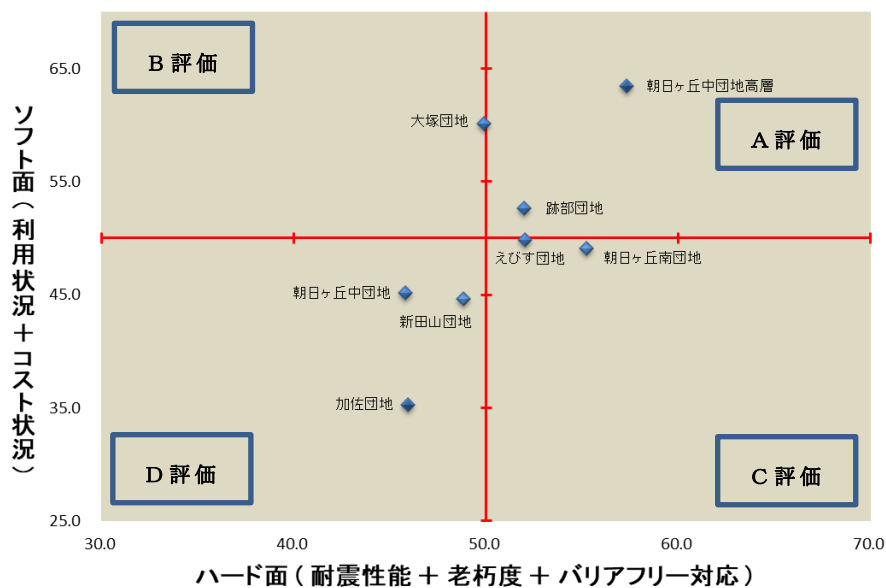 B 評価
65.0
朝日ヶ丘中団地高層
大塚団地
A 評価
55.0
跡部団地
えびす団地
朝日ヶ丘南団地
45.0
朝日ヶ丘中団地
新田山団地
35.0
加佐団地
D 評価
C 評価
25.0
30.0
40.0
50.0
60.0
70.0
ソフト面(利用状況+コスト状況)
ハード面(耐震性能 + 老朽度 + バリアフリー対応)